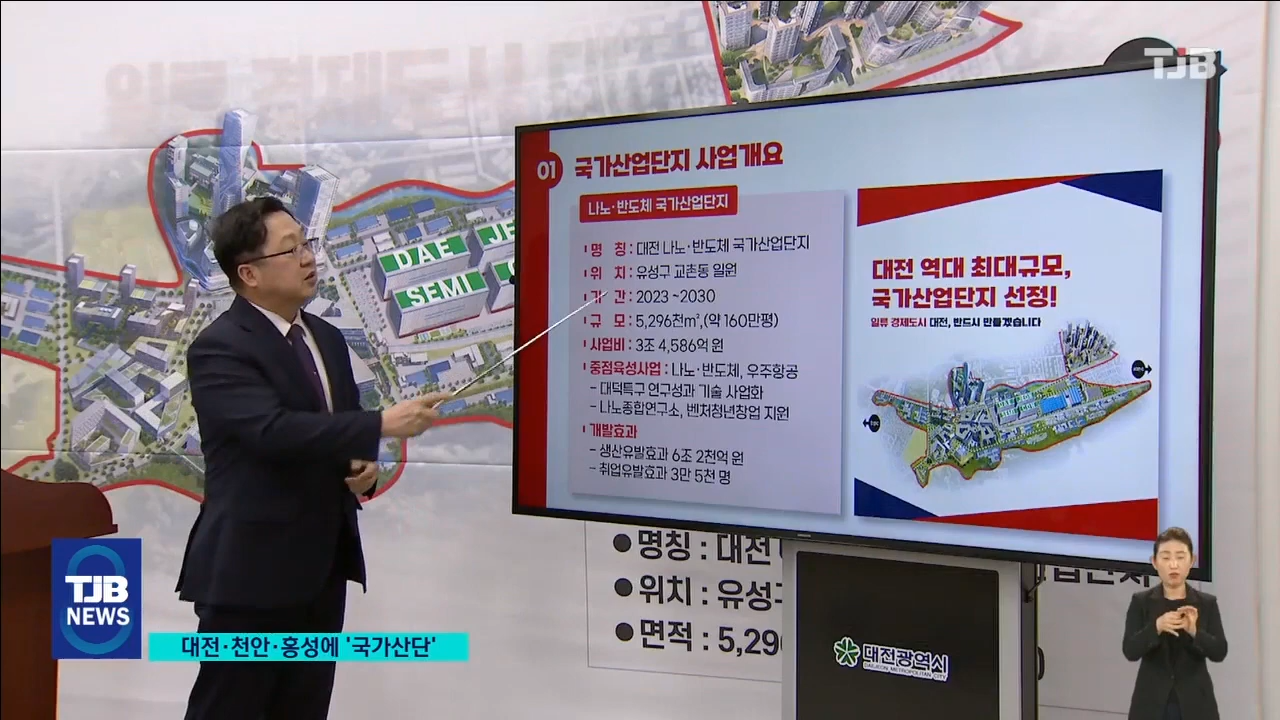 TJB
01 국가산업단지 사업개요
나노·반도체 국가산업단지
명 칭 : 대전 나노·반도체 국가산업단지
위 치 : 유성구 교촌동 일원
기 간 : 2023 ~2030
규 모 : 5,296천㎡,(약 160만평)
사업비 : 3조 4,586억 원
중점육성사업 : 나노·반도체, 우주항공
- 대덕특구 연구성과 기술 사업화
- 나노종합연구소, 벤처청년창업 지원
개발효과
- 생산유발효과 6조 2천억 원
- 취업유발효과 3만 5천 명
대전 역대 최대규모,
국가산업단지 선정!
일류 경제도시 대전, 반드시 만들겠습니다
DAE JE
SEMI
●명칭 : 대전
●위치 : 유성구
●면적 : 5,296
대전광역시
DAEJEON METROPOLITAN CITY
TJB
NEWS
대전·천안·홍성에 '국가산단'